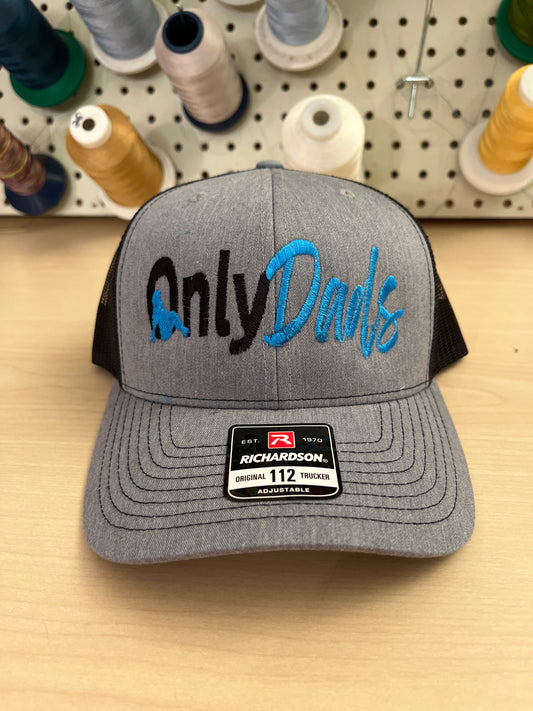 OnlyDads
EST. R 1970
RICHARDSON®
ORIGINAL 112 TRUCKER
ADJUSTABLE